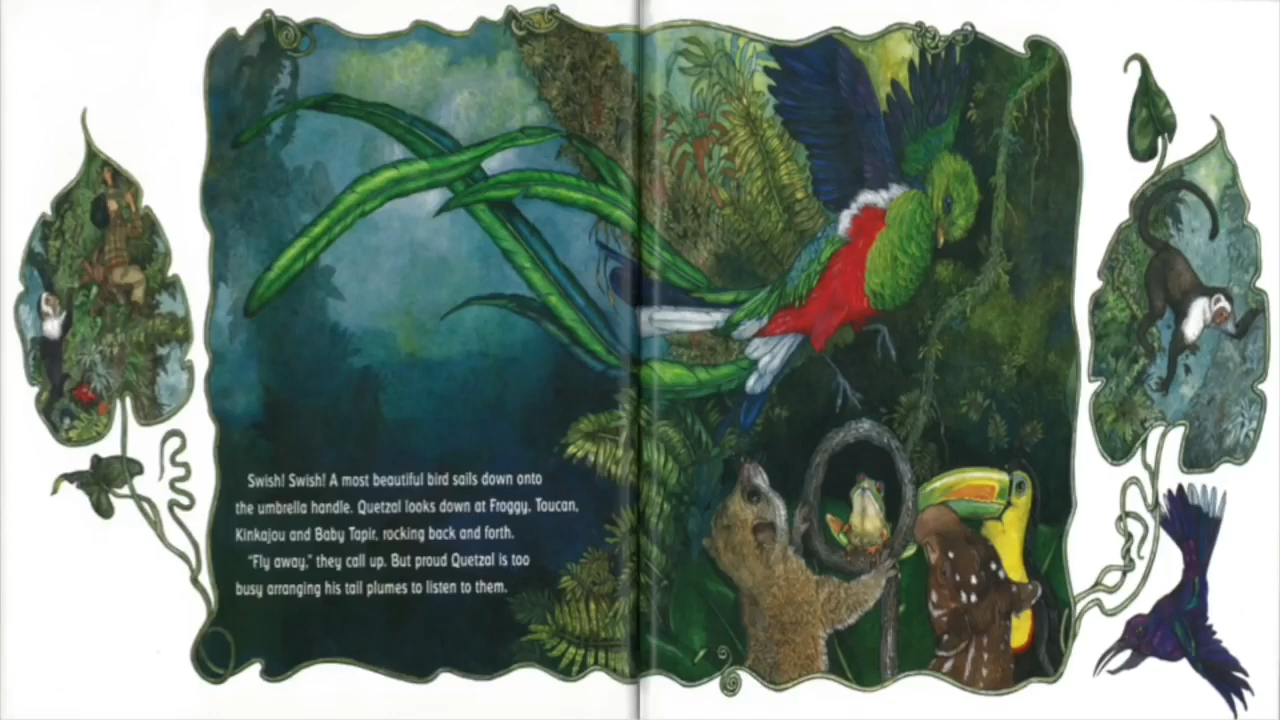 Swish! Swish! A most beautiful bird sails down onto
the umbrella handle. Quetzal looks down at Froggy, Toucan,
Kinkajou and Baby Tapir, rocking back and forth.
"Fly away," they call up. But proud Quetzal is too
busy arranging his tail plumes to listen to them.